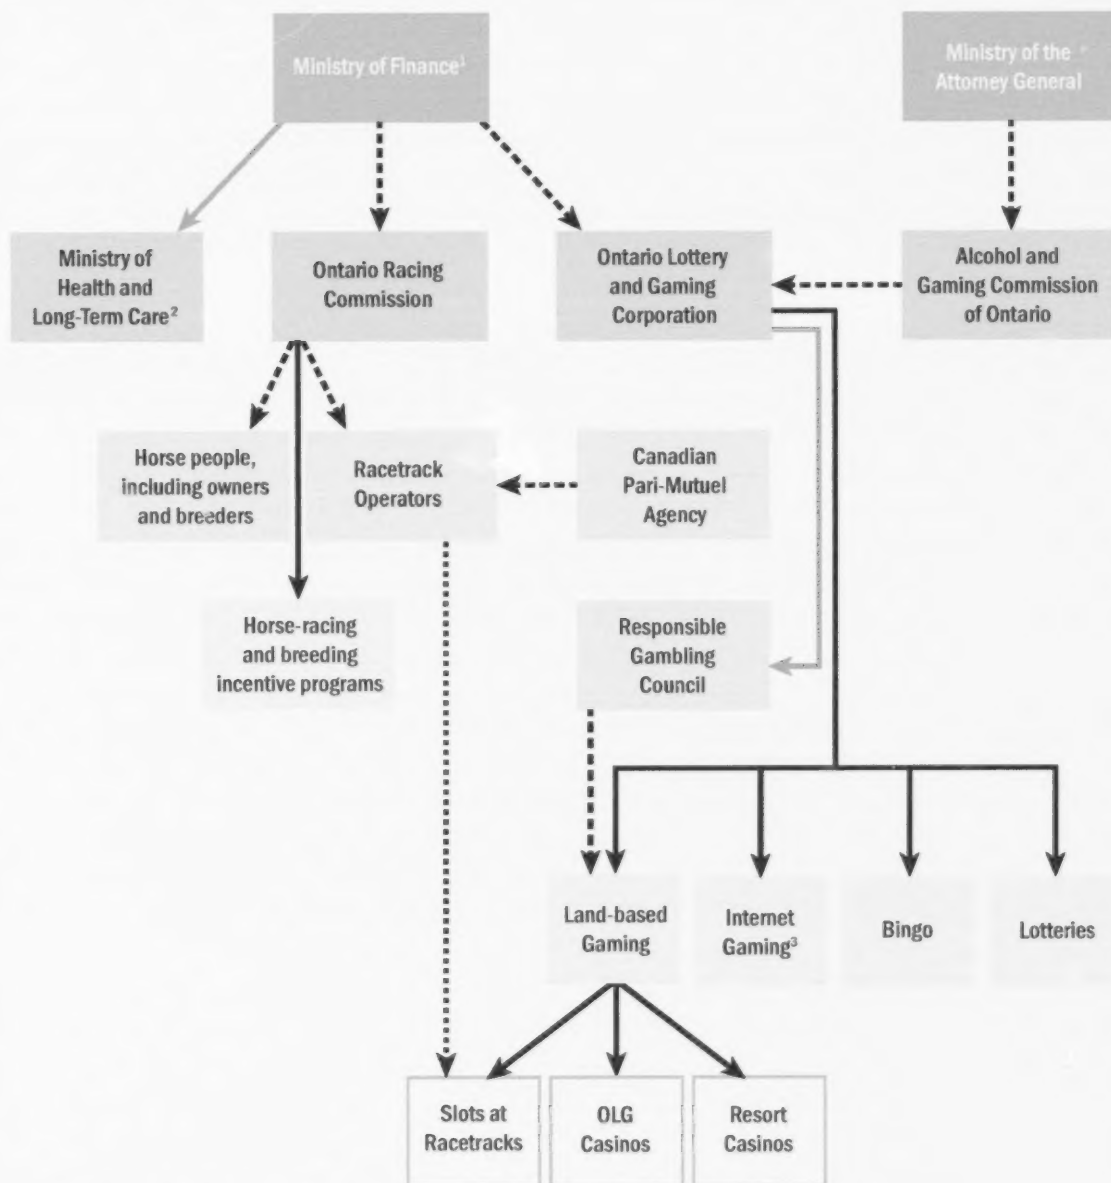 Ministry of Finance¹
Ministry of the
Attorney General
Ministry of
Health and
Long-Term Care²
Ontario Racing
Commission
Ontario Lottery
and Gaming
Corporation
Alcohol and
Gaming Commission
of Ontario
Horse people,
including owners
and breeders
Racetrack
Operators
Canadian
Pari-Mutuel
Agency
Horse-racing
and breeding
incentive programs
Responsible
Gambling
Council
Land-based
Gaming
Internet
Gaming³
Bingo
Lotteries
Slots at
Racetracks
OLG
Casinos
Resort
Casinos